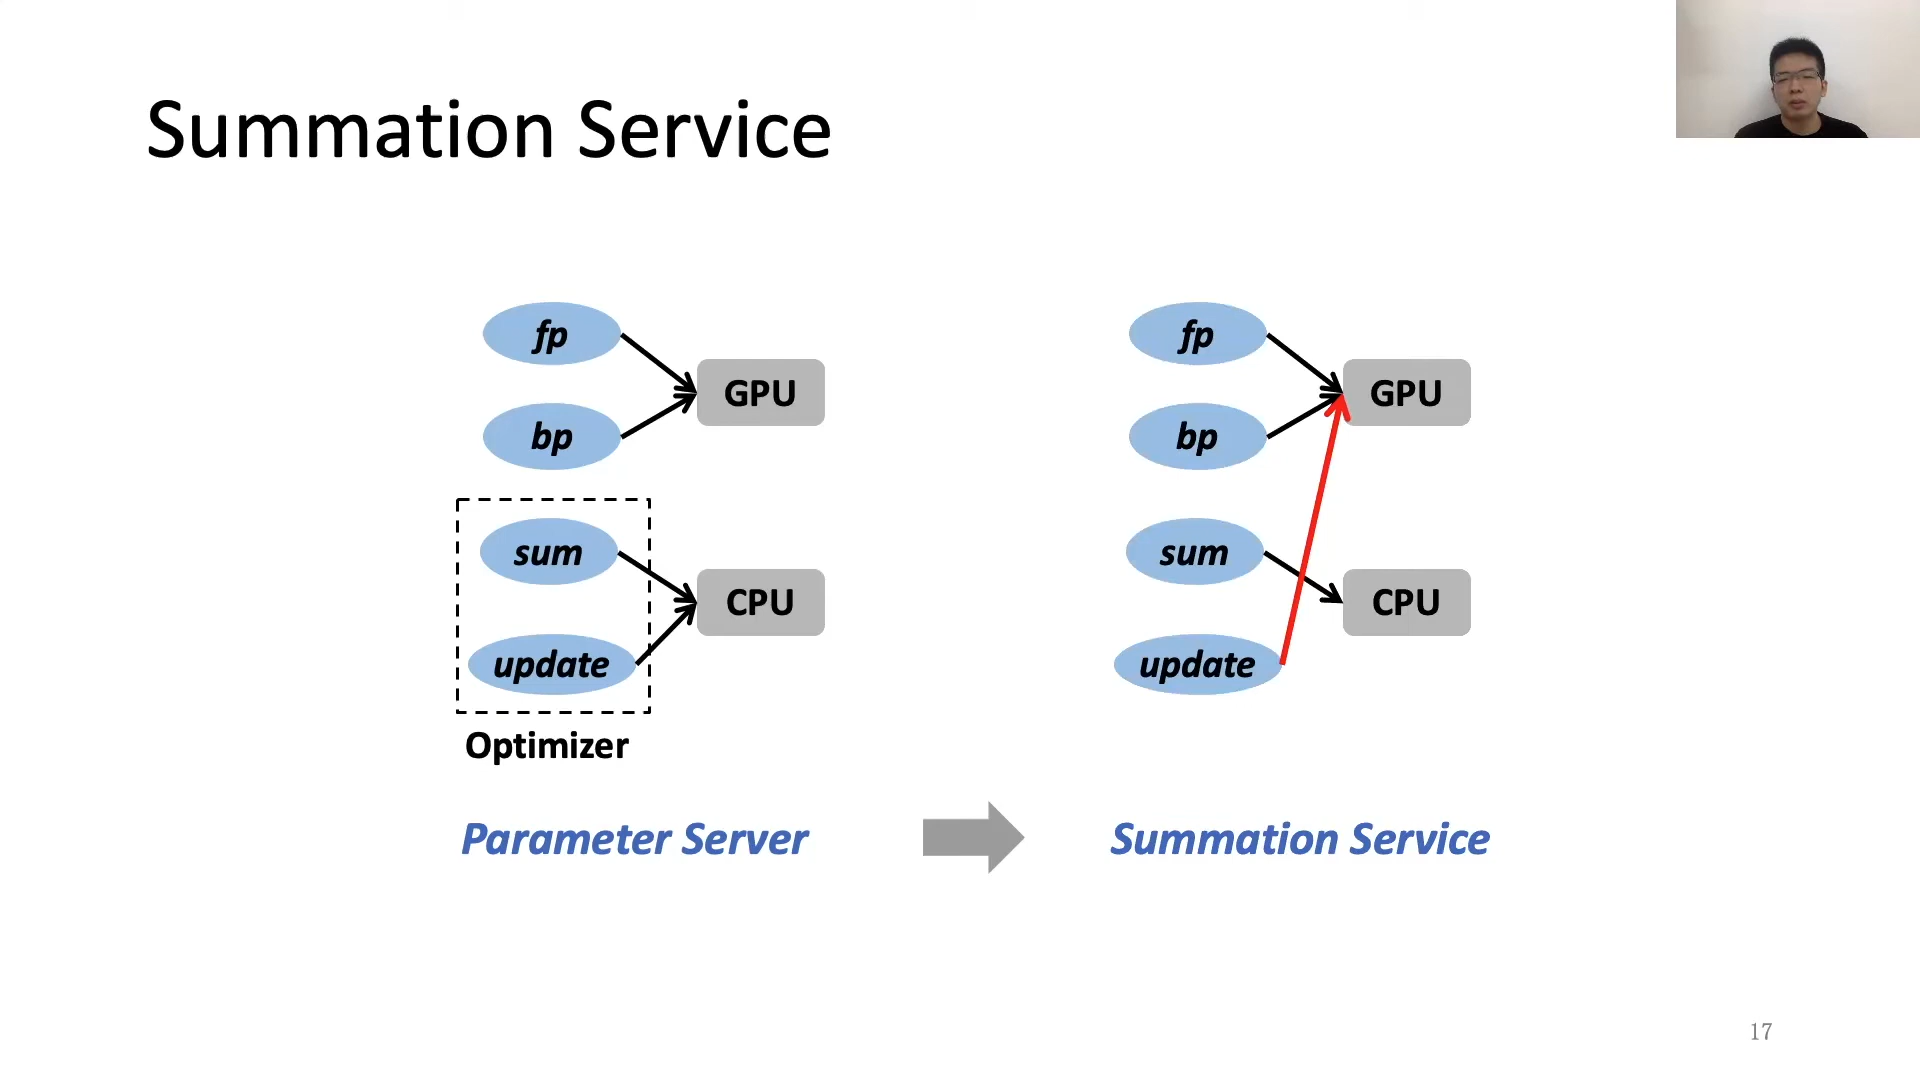 Summation Service
fp
GPU
bp
sum
CPU
update
Optimizer
Parameter Server
fp
GPU
bp
sum
CPU
update
Summation Service
17